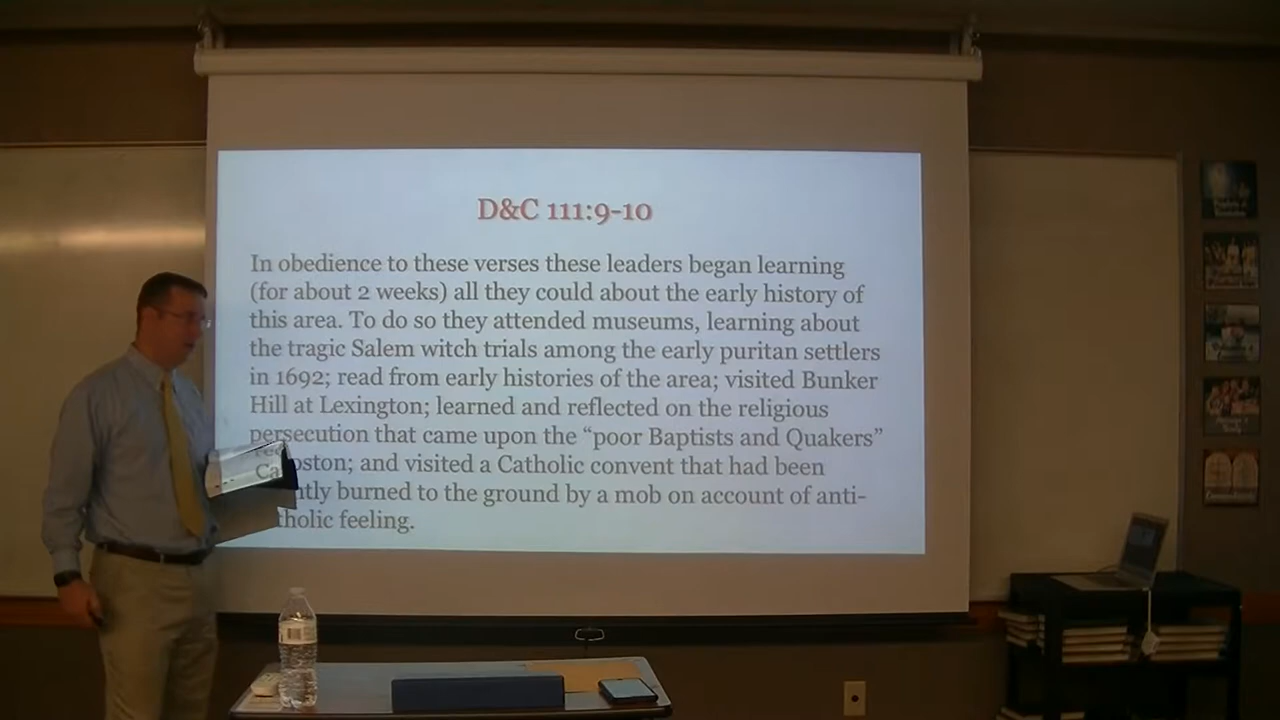 D&C 111:9-10
In obedience to these verses these leaders began learning
(for about 2 weeks) all they could about the early history of
this area. To do so they attended museums, learning about
the tragic Salem witch trials among the early puritan settlers
in 1692; read from early histories of the area; visited Bunker
Hill at Lexington; learned and reflected on the religious
persecution that came upon the “poor Baptists and Quakers”
oston; and visited a Catholic convent that had been
ntly burned to the ground by a mob on account of anti-
tholic feeling.